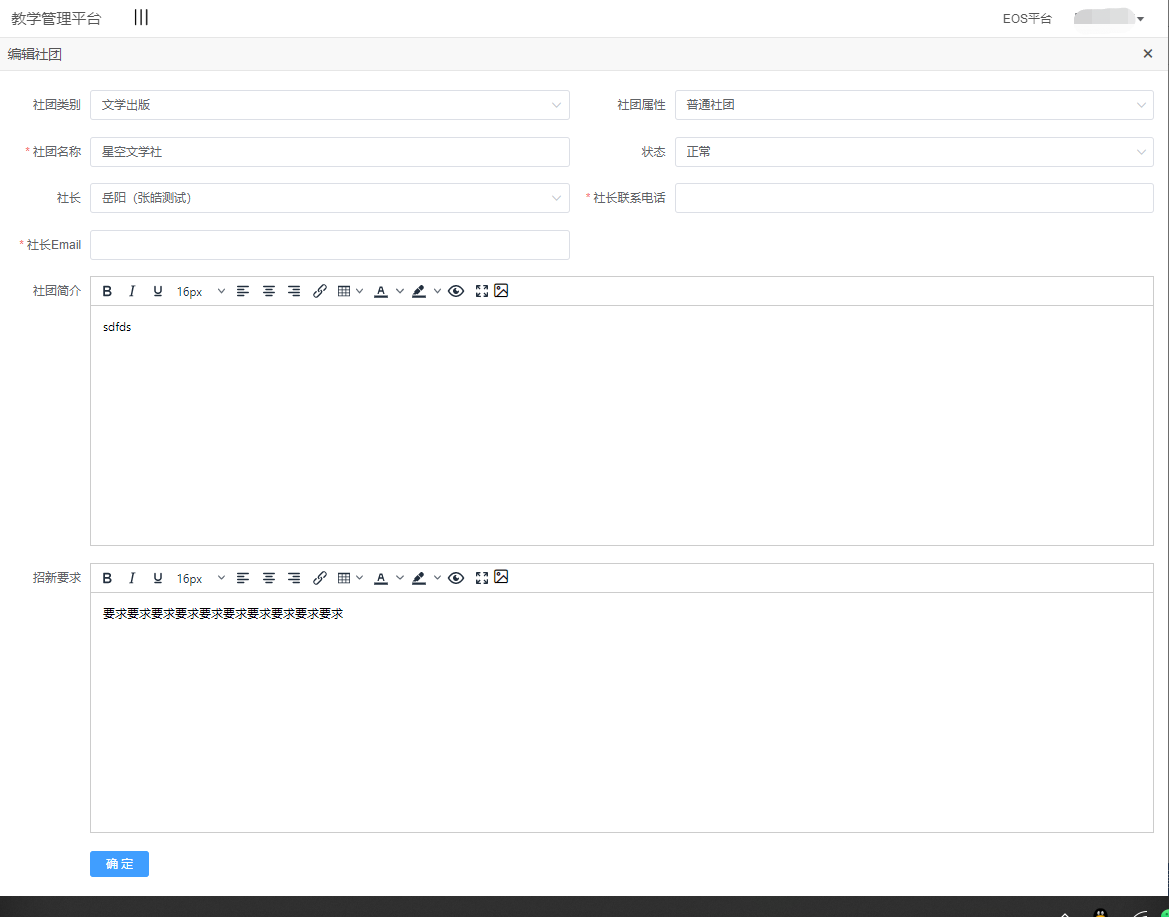 教学管理平台
EOS平台
编辑社团
社团类别 文学出版 社团属性 普通社团
* 社团名称 星空文学社 状态 正常
社长 岳阳（张皓测试） * 社长联系电话
* 社长Email
社团简介 B I U 16px A
sdfds
招新要求 B I U 16px A
要求要求要求要求要求要求要求要求要求要求
确 定